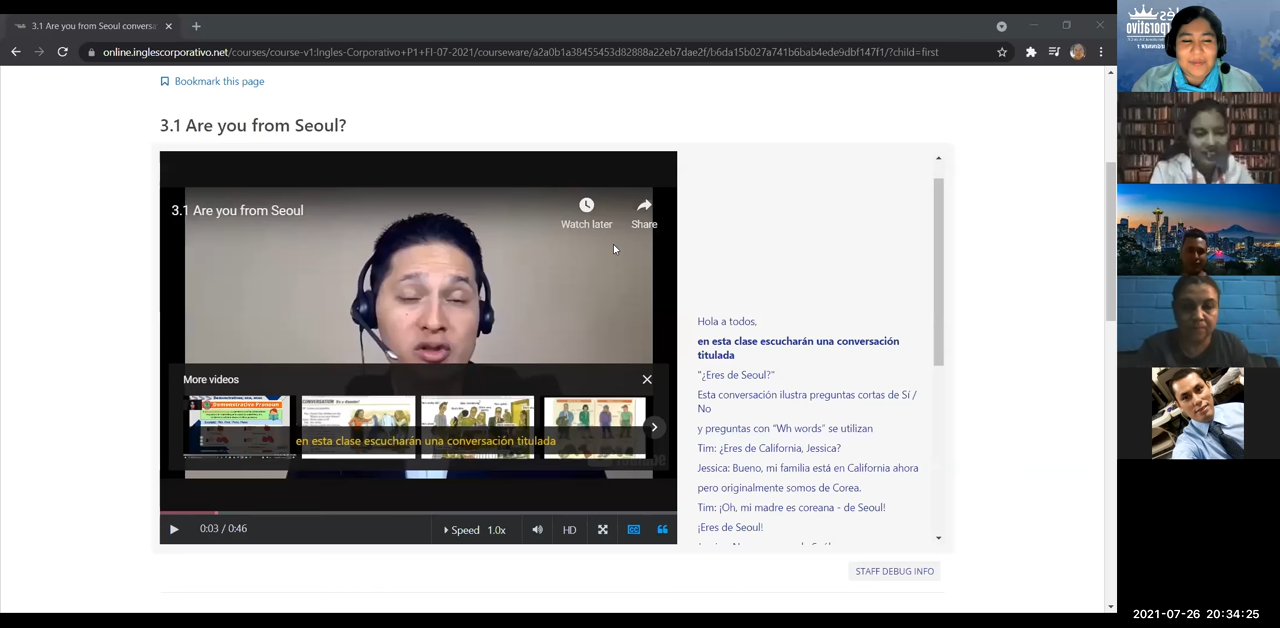 3.1 Are you from Seoul convers
online.inglescorporativo.net/courses/course-v1:Ingles-Corporativo+P1+FI-07-2021/courseware/a2a0b1a38455453d82888a22eb7dae2f/b6da15b027a741b6bab4ede9dbf147f1/?child=first
Bookmark this page
3.1 Are you from Seoul?
3.1 Are you from Seoul
Watch later
Share
More videos
en esta clase escucharán una conversación titulada
0:03 / 0:46
Speed 1.0x
HD
Hola a todos,
en esta clase escucharán una conversación
titulada
"¿Eres de Seoul?"
Esta conversación ilustra preguntas cortas de Sí /
No
y preguntas con "Wh words" se utilizan
Tim: ¿Eres de California, Jessica?
Jessica: Bueno, mi familia está en California ahora
pero originalmente somos de Corea.
Tim: ¡Oh, mi madre es coreana - de Seoul!
¡Eres de Seoul!
STAFF DEBUG INFO
2021-07-26 20:34:25